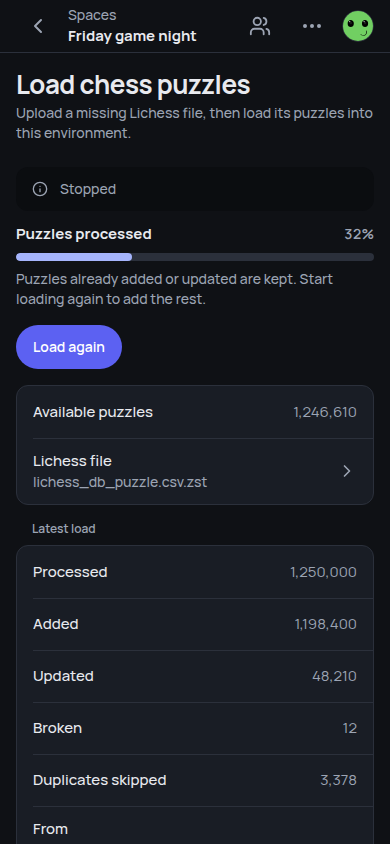 Spaces
Friday game night
Load chess puzzles
Upload a missing Lichess file, then load its puzzles into
this environment.
Stopped
Puzzles processed 32%
Puzzles already added or updated are kept. Start
loading again to add the rest.
Load again
Available puzzles 1,246,610
Lichess file
lichess_db_puzzle.csv.zst
Latest load
Processed 1,250,000
Added 1,198,400
Updated 48,210
Broken 12
Duplicates skipped 3,378
From